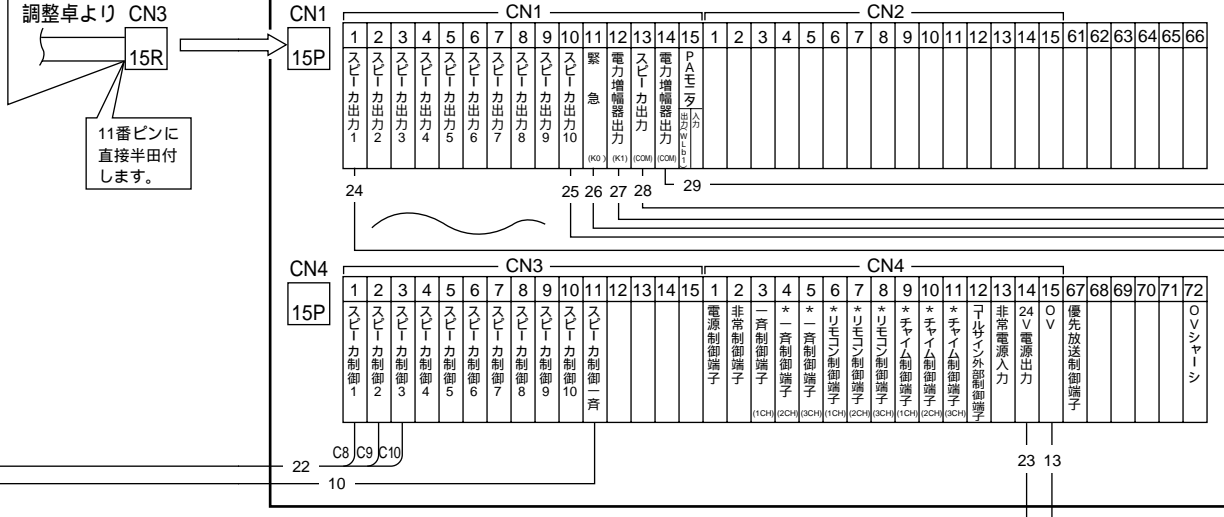 調整卓より CN3
15R
11番ピンに
直接半田付
します。
CN1
15P
CN1
CN2
1 2 3 4 5 6 7 8 9 10 11 12 13 14 15 1 2 3 4 5 6 7 8 9 10 11 12 13 14 15 61 62 63 64 65 66
スピーカ出力1
スピーカ出力2
スピーカ出力3
スピーカ出力4
スピーカ出力5
スピーカ出力6
スピーカ出力7
スピーカ出力8
スピーカ出力9
スピーカ出力10
緊急 (K0)
電力増幅器出力 (K1)
スピーカ出力 (COM)
電力増幅器出力 (COM)
PAモニタ
出力(WLb1)
入力
24
25 26 27 28 29
CN4
15P
CN3
CN4
1 2 3 4 5 6 7 8 9 10 11 12 13 14 15 1 2 3 4 5 6 7 8 9 10 11 12 13 14 15 67 68 69 70 71 72
スピーカ制御1
スピーカ制御2
スピーカ制御3
スピーカ制御4
スピーカ制御5
スピーカ制御6
スピーカ制御7
スピーカ制御8
スピーカ制御9
スピーカ制御10
スピーカ制御一斉
電源制御端子
非常制御端子
一斉制御端子 (1CH)
*一斉制御端子 (2CH)
*一斉制御端子 (3CH)
*リモコン制御端子 (1CH)
*リモコン制御端子 (2CH)
*リモコン制御端子 (3CH)
*チャイム制御端子 (1CH)
*チャイム制御端子 (2CH)
*チャイム制御端子 (3CH)
コールサイン外部制御端子
非常電源入力
24V電源出力
0V
優先放送制御端子
0Vシャーシ
C8 C9 C10
22
10
23 13